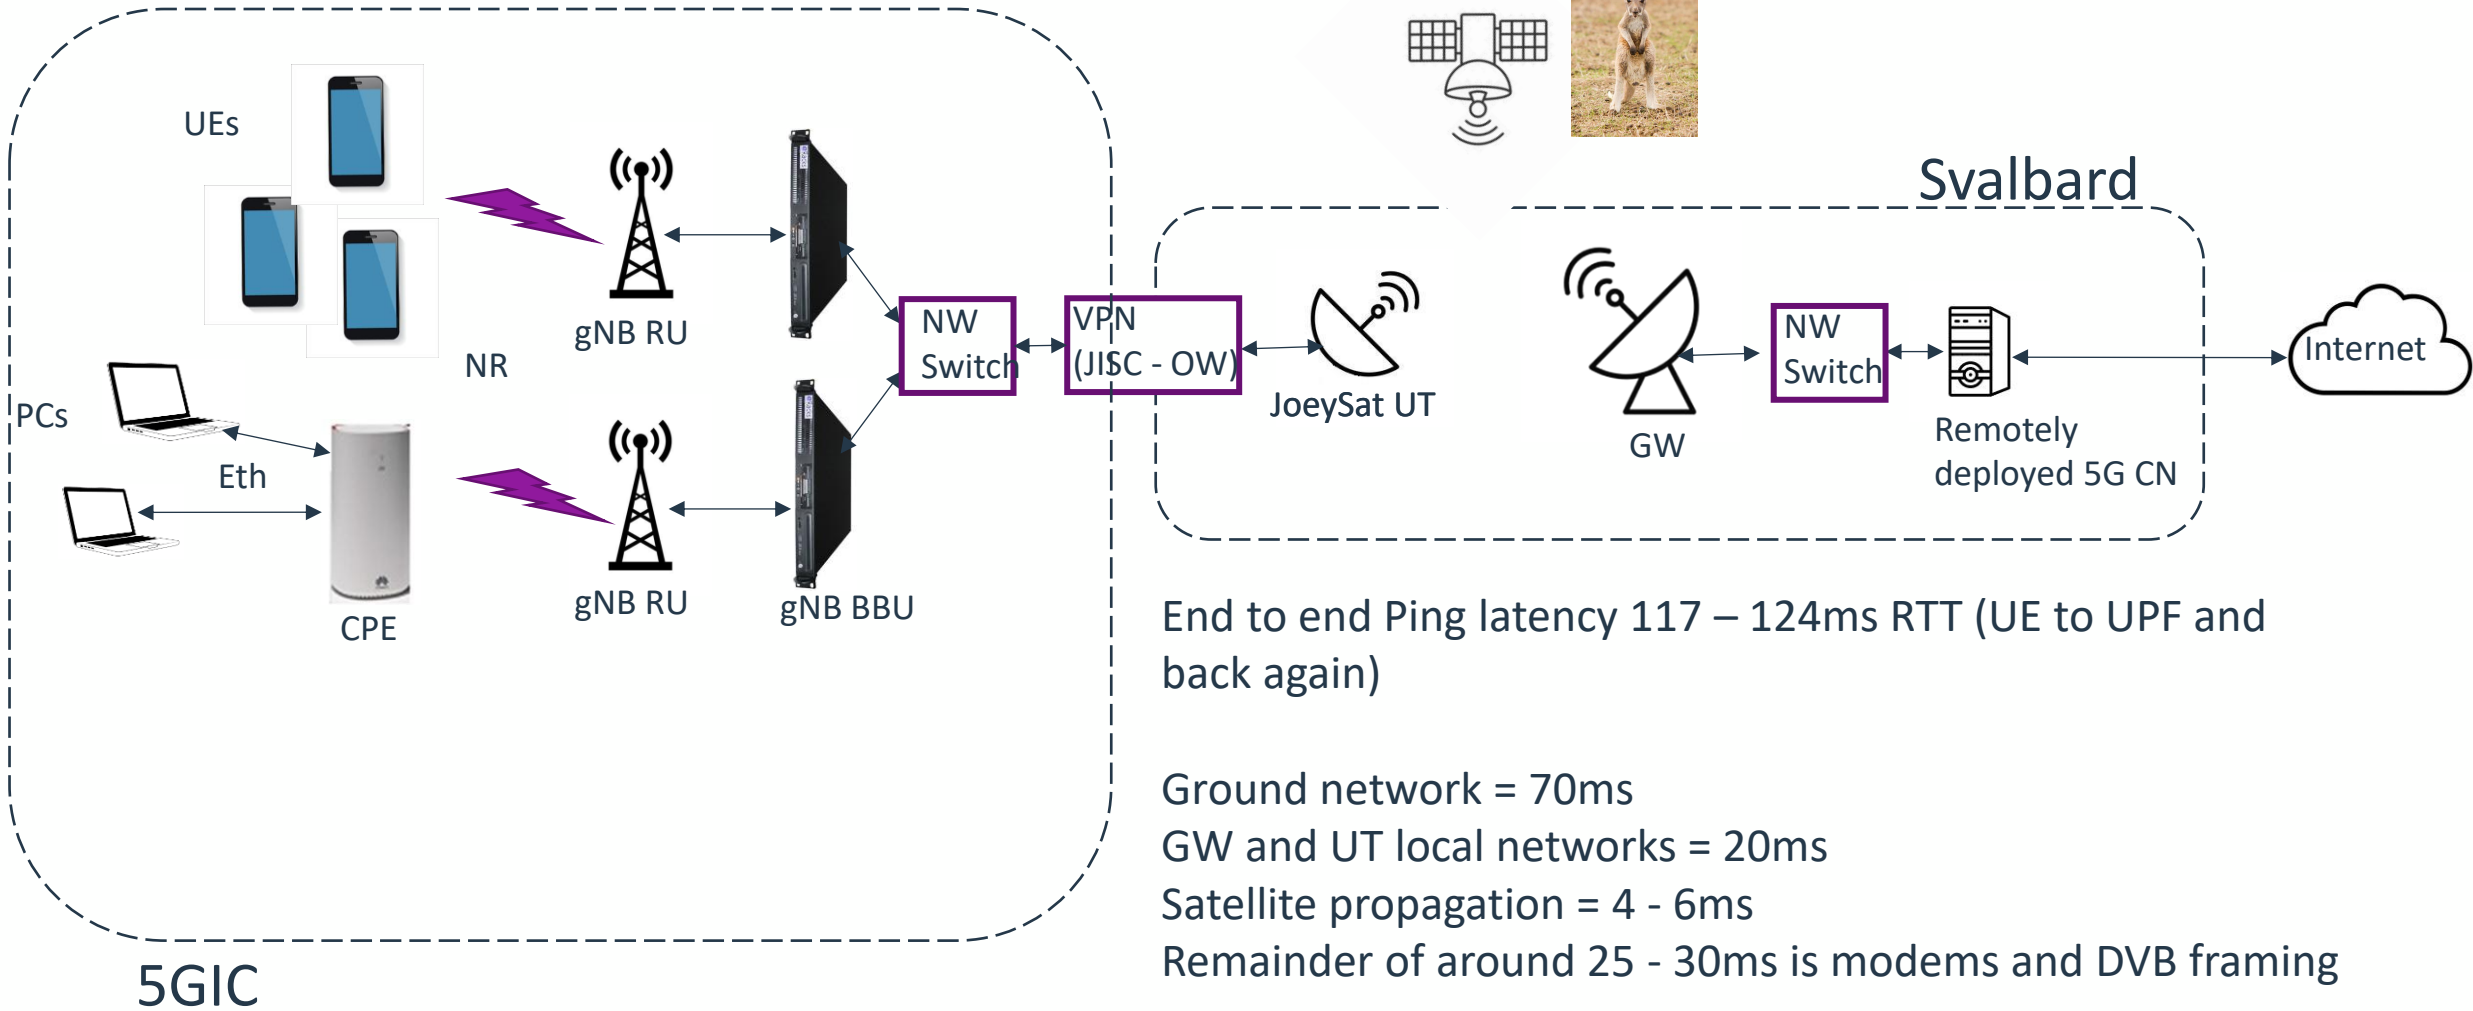 UEs
Svalbard
gNB RU
NR
PCs
Eth
CPE
gNB RU
gNB BBU
NW
Switch
VPN
(JISC - OW)
JoeySat UT
GW
NW
Switch
Remotely
deployed 5G CN
Internet
End to end Ping latency 117 – 124ms RTT (UE to UPF and
back again)
Ground network = 70ms
GW and UT local networks = 20ms
Satellite propagation = 4 - 6ms
Remainder of around 25 - 30ms is modems and DVB framing
5GIC